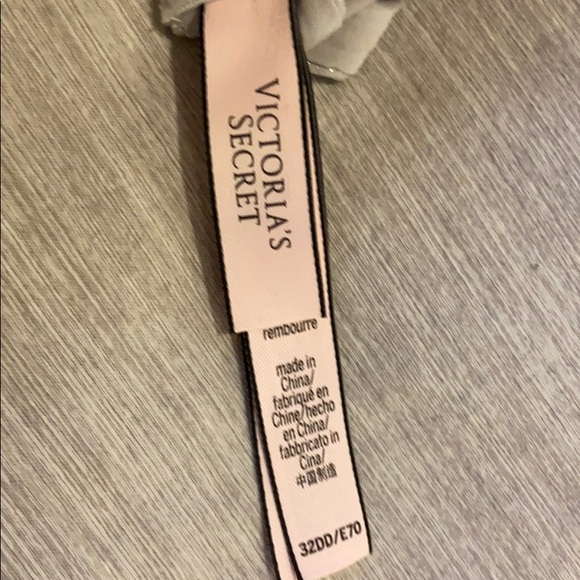 VICTORIA'S
SECRET
rembourre
made in
China/
fabriqué en
Chine/hecho
en China/
fabbricato in
Cina/
中国制造
32DD/E70